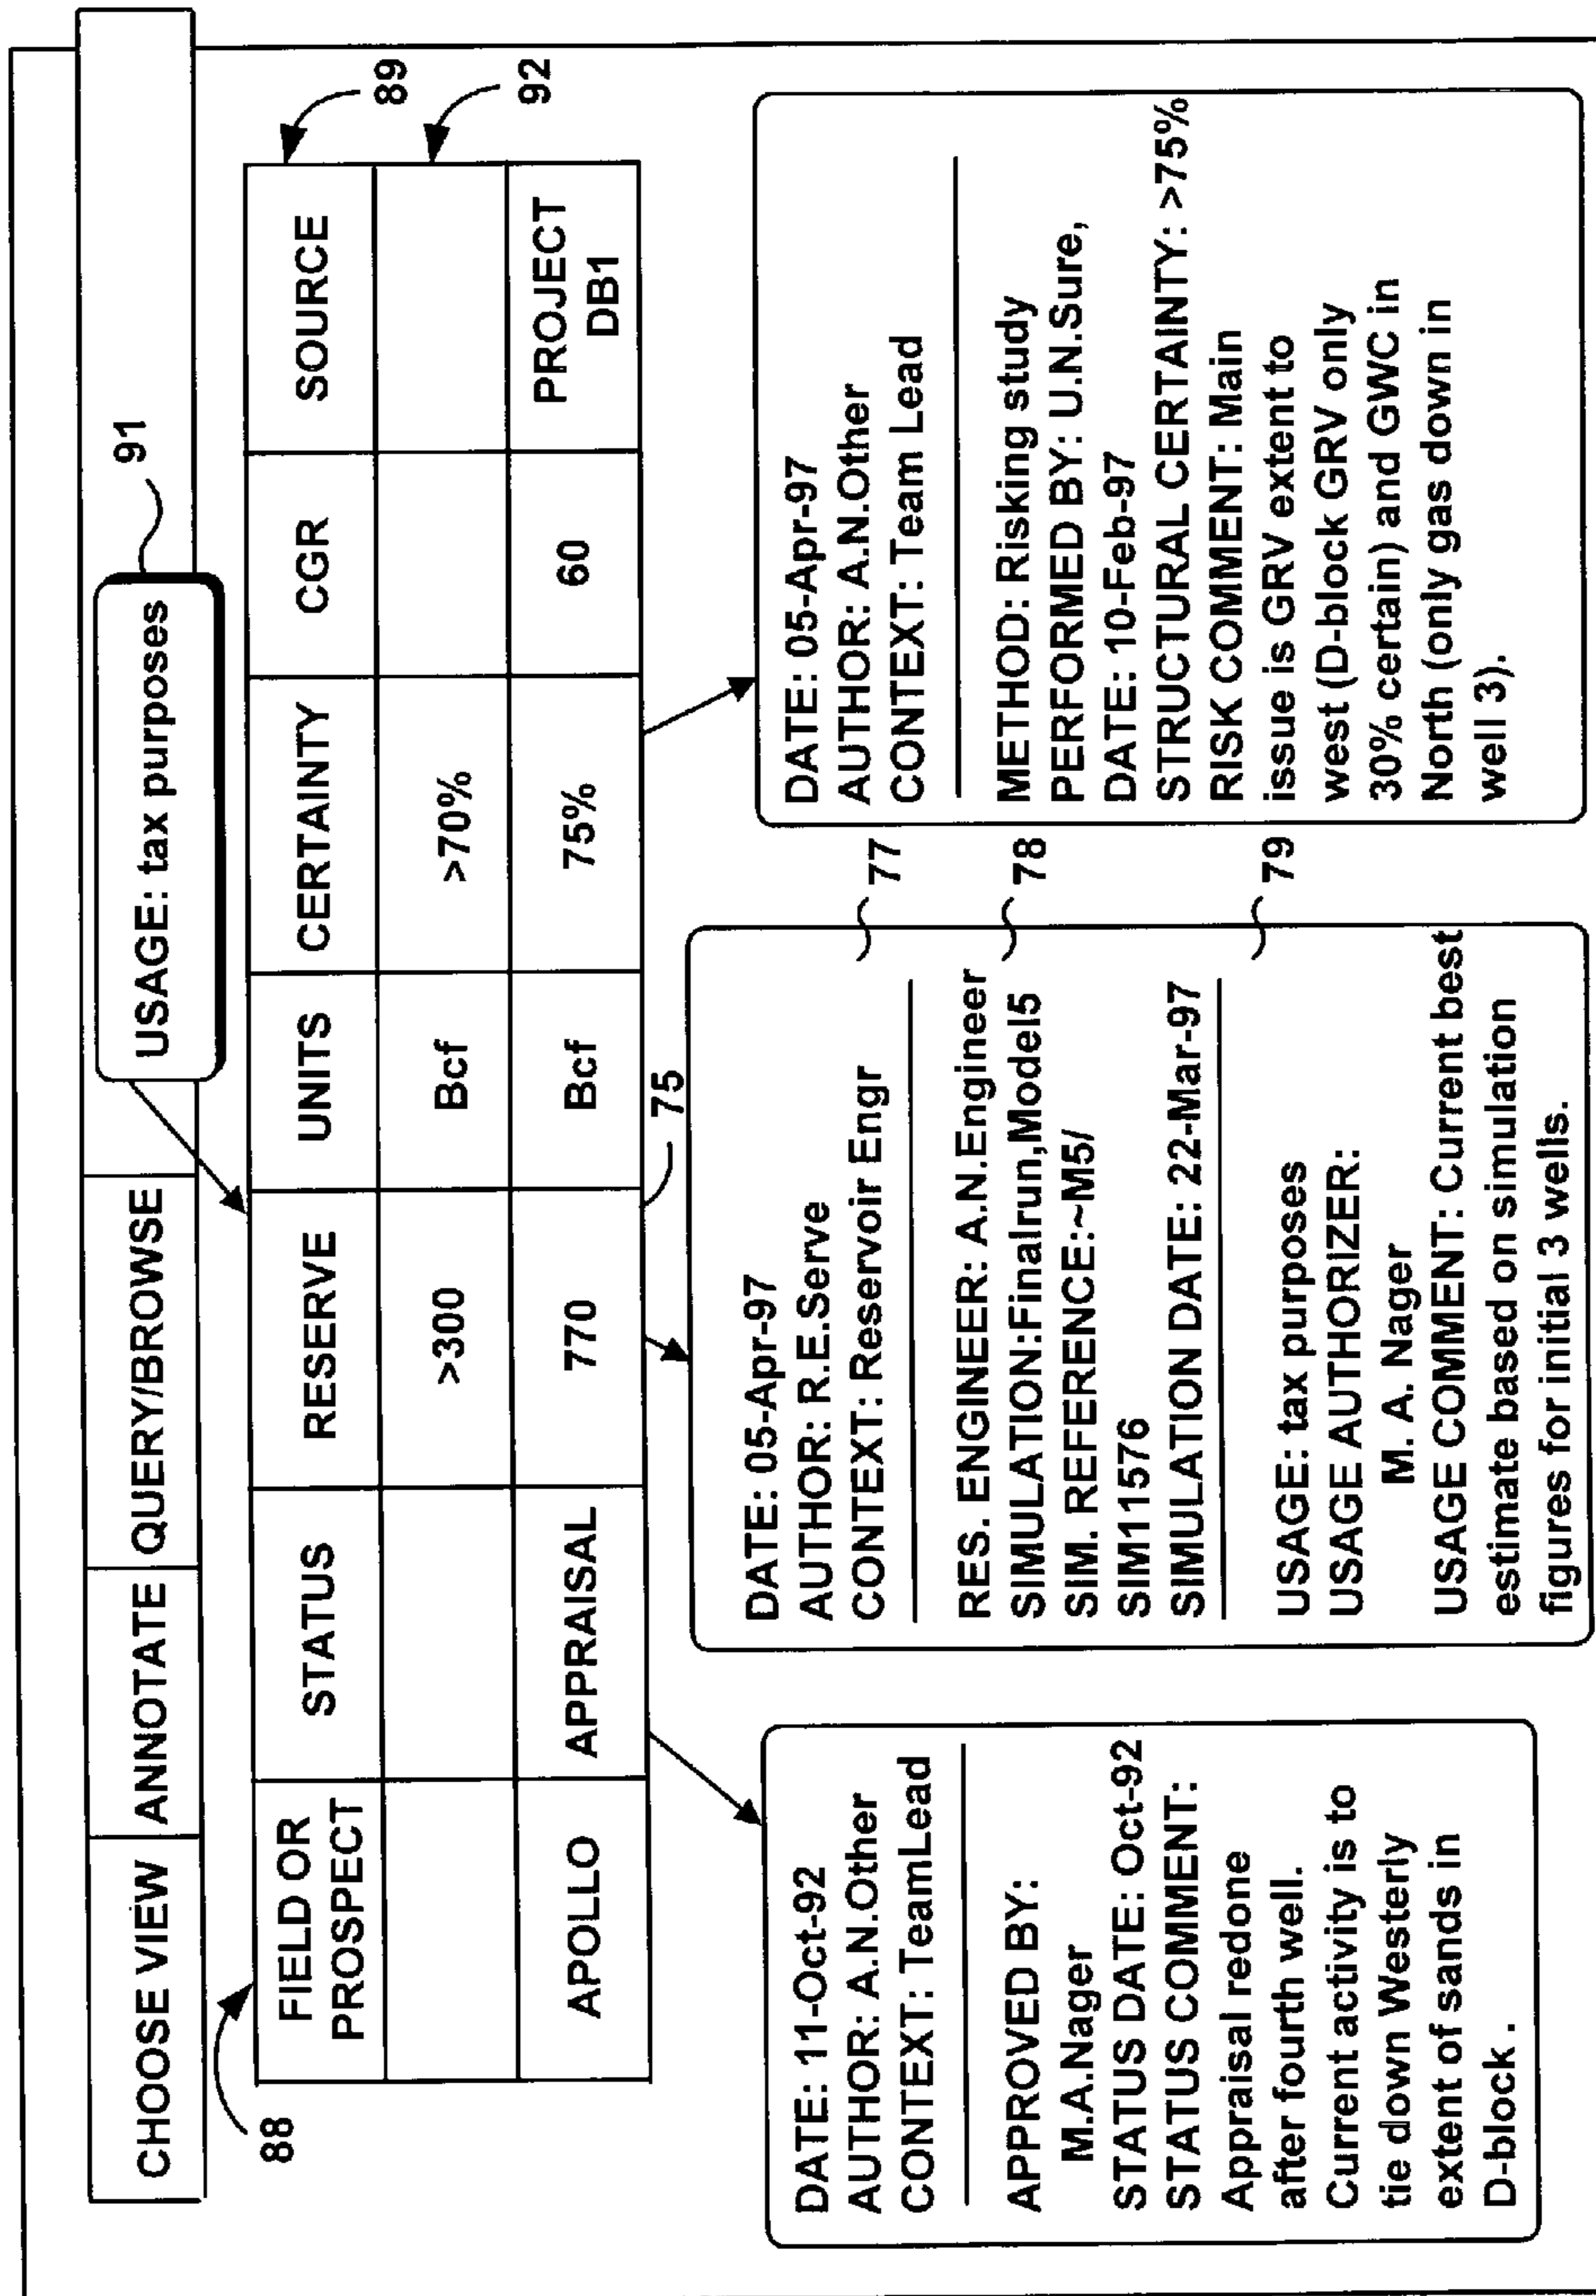 CHOOSE VIEW ANNOTATE QUERY/BROWSE
USAGE: tax purposes
91
88
89
92
FIELD OR PROSPECT STATUS RESERVE UNITS CERTAINTY CGR SOURCE
>300 Bcf >70%
APOLLO APPRAISAL 770 Bcf 75% 60 PROJECT DB1
75
DATE: 11-Oct-92
AUTHOR: A.N.Other
CONTEXT: TeamLead
APPROVED BY:
M.A.Nager
STATUS DATE: Oct-92
STATUS COMMENT:
Appraisal redone
after fourth well.
Current activity is to
tie down Westerly
extent of sands in
D-block.
DATE: 05-Apr-97
AUTHOR: R.E.Serve
CONTEXT: Reservoir Engr
77
RES. ENGINEER: A.N.Engineer
78
SIMULATION:Finalrun,Model5
SIM. REFERENCE:~M5/
SIM11576
SIMULATION DATE: 22-Mar-97
79
USAGE: tax purposes
USAGE AUTHORIZER:
M. A. Nager
USAGE COMMENT: Current best
estimate based on simulation
figures for initial 3 wells.
DATE: 05-Apr-97
AUTHOR: A.N.Other
CONTEXT: Team Lead
METHOD: Risking study
PERFORMED BY: U.N.Sure,
DATE: 10-Feb-97
STRUCTURAL CERTAINTY: >75%
RISK COMMENT: Main
issue is GRV extent to
west (D-block GRV only
30% certain) and GWC in
North (only gas down in
well 3).